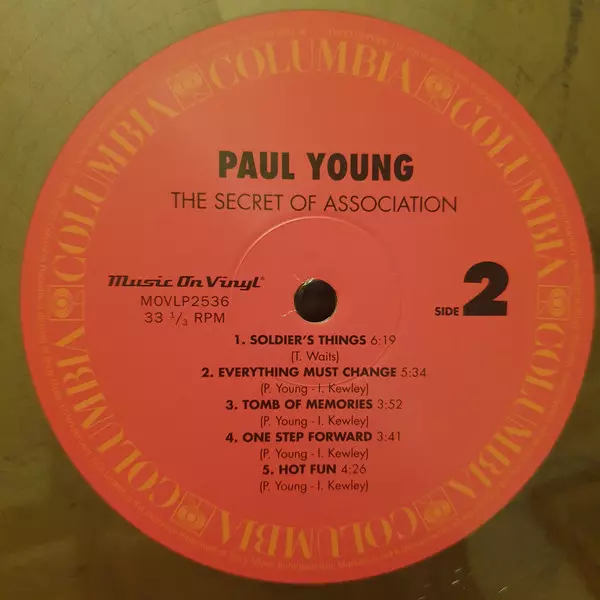 COLUMBIA COLUMBIA COLUMBIA COLUMBIA COLUMBIA COLUMBIA
PAUL YOUNG
THE SECRET OF ASSOCIATION
Music On Vinyl®
MOVLP2536
33 1/3 RPM
SIDE 2
1. SOLDIER'S THINGS 6:19
(T. Waits)
2. EVERYTHING MUST CHANGE 5:34
(P. Young - I. Kewley)
3. TOMB OF MEMORIES 3:52
(P. Young - I. Kewley)
4. ONE STEP FORWARD 3:41
(P. Young - I. Kewley)
5. HOT FUN 4:26
(P. Young - I. Kewley)